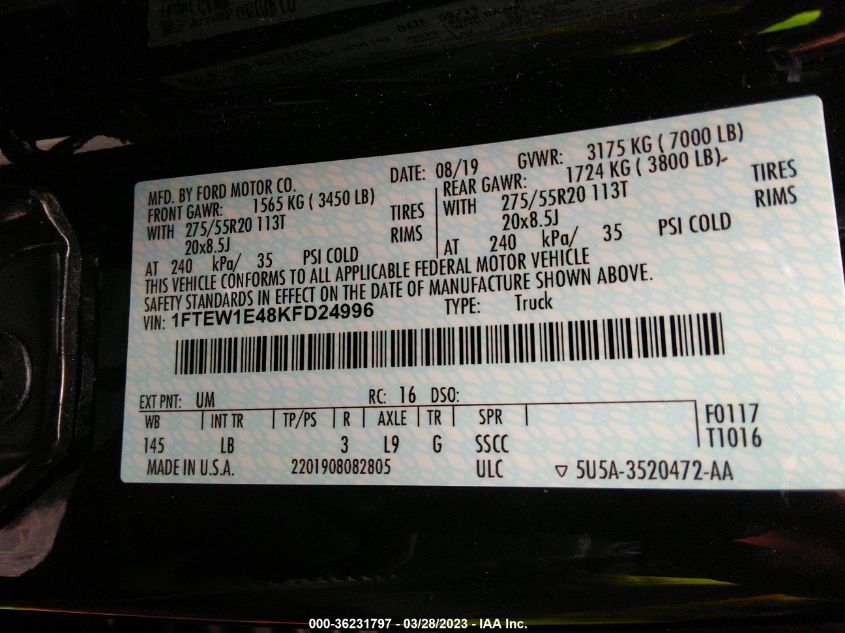 MFD. BY FORD MOTOR CO. DATE: 08/19 GVWR: 3175 KG ( 7000 LB)
FRONT GAWR: 1565 KG ( 3450 LB) REAR GAWR: 1724 KG ( 3800 LB)
WITH 275/55R20 113T TIRES WITH 275/55R20 113T TIRES
20x8.5J RIMS 20x8.5J RIMS
AT 240 kPa/ 35 PSI COLD AT 240 kPa/ 35 PSI COLD
THIS VEHICLE CONFORMS TO ALL APPLICABLE FEDERAL MOTOR VEHICLE
SAFETY STANDARDS IN EFFECT ON THE DATE OF MANUFACTURE SHOWN ABOVE.
VIN: 1FTEW1E48KFD24996 TYPE: Truck
EXT PNT: UM RC: 16 DSO:
WB INT TR TP/PS R AXLE TR SPR F0117
145 LB 3 L9 G SSCC T1016
MADE IN U.S.A. 2201908082805 ULC ▽ 5U5A-3520472-AA
000-36231797 - 03/28/2023 - IAA Inc.